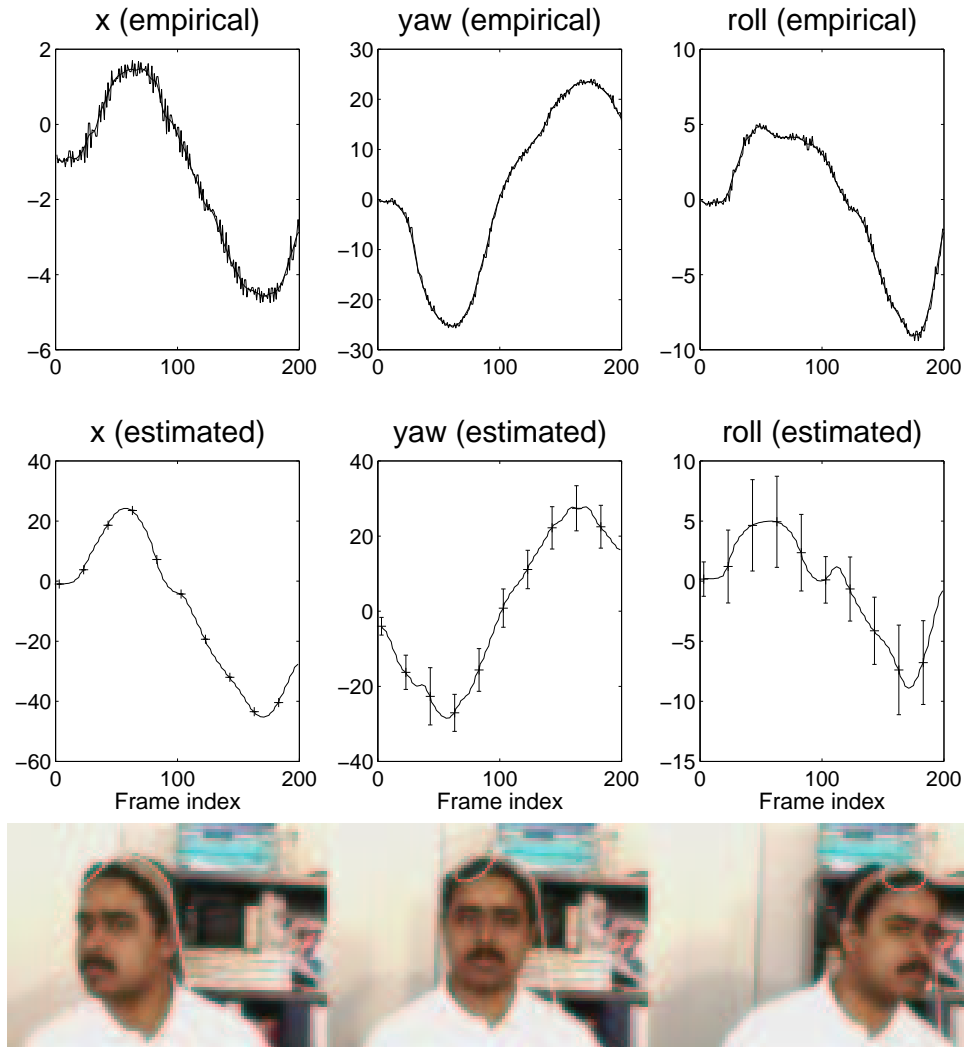 x (empirical) yaw (empirical) roll (empirical)
2 30 10
20
0 5
10
−2 0 0
−10
−4 −5
−20
−6 −30 −10
0 100 200 0 100 200 0 100 200
x (estimated) yaw (estimated) roll (estimated)
40 40 10
20 5
20
0 0
0
−20 −5
−20
−40 −10
−60 −40 −15
0 100 200 0 100 200 0 100 200
Frame index Frame index Frame index